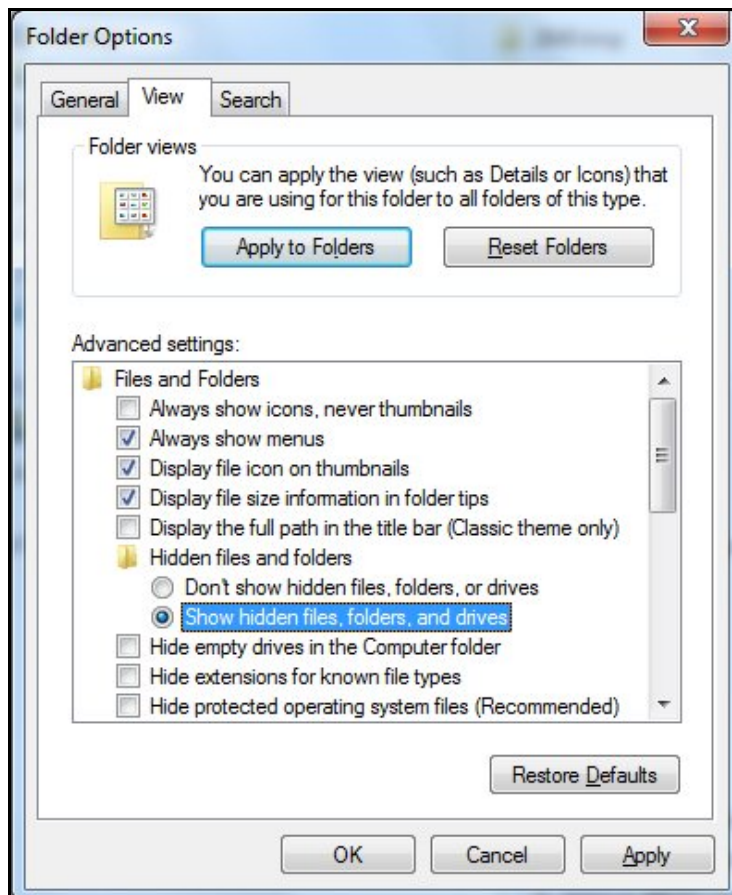 Folder Options
General View Search
Folder views
You can apply the view (such as Details or Icons) that
you are using for this folder to all folders of this type.
Apply to Folders Reset Folders
Advanced settings:
Files and Folders
Always show icons, never thumbnails
Always show menus
Display file icon on thumbnails
Display file size information in folder tips
Display the full path in the title bar (Classic theme only)
Hidden files and folders
Don't show hidden files, folders, or drives
Show hidden files, folders, and drives
Hide empty drives in the Computer folder
Hide extensions for known file types
Hide protected operating system files (Recommended)
Restore Defaults
OK Cancel Apply